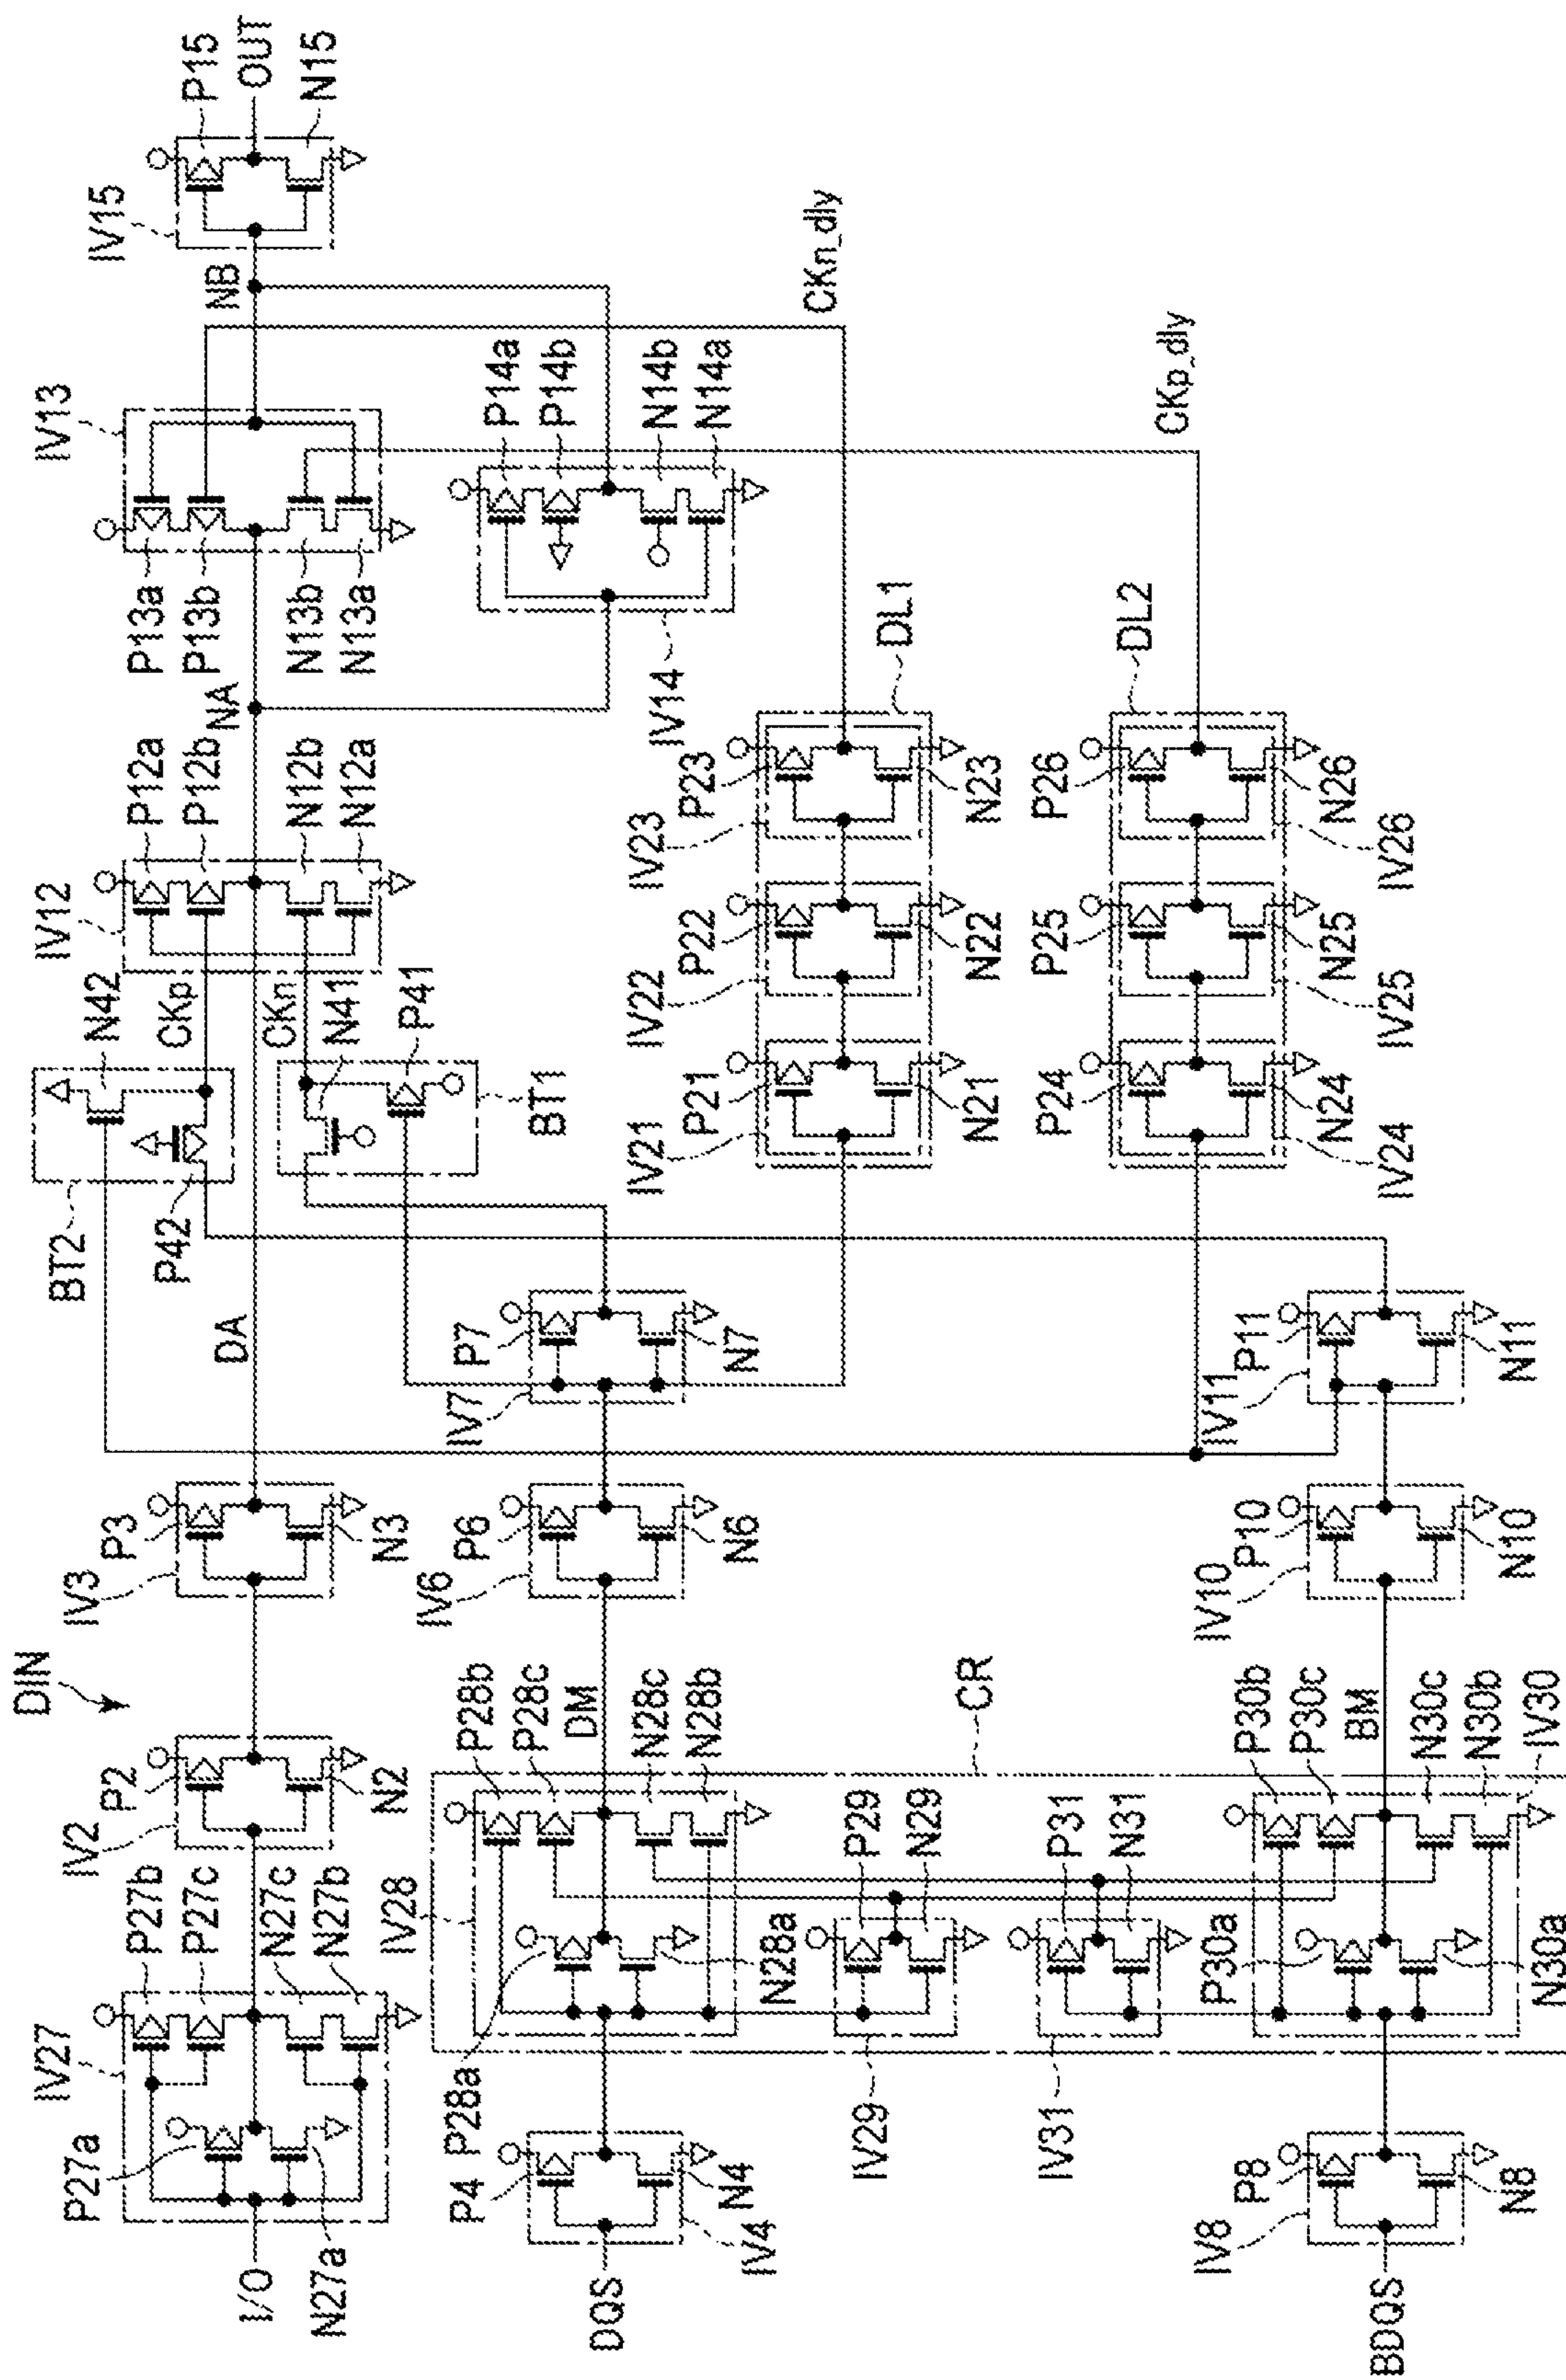 DIN
I/O
IV27
P27a
N27a
P27b
P27c
N27c
N27b
IV2
P2
N2
IV3
P3
N3
DA
BT2
P42
N42
CKp
CKn
N41
P41
BT1
IV12
P12a
P12b
N12b
N12a
NA
P13a
P13b
N13b
N13a
IV13
NB
IV15
P15
OUT
N15
IV14
P14a
P14b
N14b
N14a
CKn_dly
CKp_dly
DQS
IV4
P4
N4
P28a
N28a
IV28
P28b
P28c
DM
N28c
N28b
CR
IV6
P6
N6
IV7
P7
N7
IV29
P29
N29
IV31
P31
N31
IV21
P21
N21
IV22
P22
N22
IV23
P23
N23
DL1
IV24
P24
N24
IV25
P25
N25
IV26
P26
N26
DL2
BDQS
IV8
P8
N8
P30a
N30a
P30b
P30c
BM
N30c
N30b
IV30
IV10
P10
N10
IV11
P11
N11